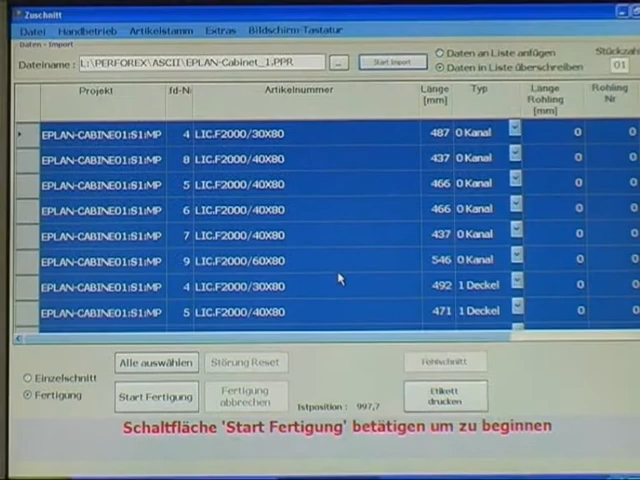 Zuschnitt
Datei Handbetrieb Artikelstamm Extras Bildschirm-Tastatur
Daten - Import
Dateiname : L:\PERFOREX\ASCII\EPLAN-Cabinet_1.PPR ... Start Import
Daten an Liste anfügen
Daten in Liste überschreiben
Stückzahl
01
Projekt lfd-Nr Artikelnummer Länge [mm] Typ Länge Rohling [mm] Rohling Nr
EPLAN-CABINE01:S1:MP 4 LIC.F2000/30X80 487 0 Kanal 0 0
EPLAN-CABINE01:S1:MP 8 LIC.F2000/40X80 437 0 Kanal 0 0
EPLAN-CABINE01:S1:MP 5 LIC.F2000/40X80 466 0 Kanal 0 0
EPLAN-CABINE01:S1:MP 6 LIC.F2000/40X80 466 0 Kanal 0 0
EPLAN-CABINE01:S1:MP 7 LIC.F2000/40X80 437 0 Kanal 0 0
EPLAN-CABINE01:S1:MP 9 LIC.F2000/60X80 546 0 Kanal 0 0
EPLAN-CABINE01:S1:MP 4 LIC.F2000/30X80 492 1 Deckel 0 0
EPLAN-CABINE01:S1:MP 5 LIC.F2000/40X80 471 1 Deckel 0 0
Alle auswählen Störung Reset Fehlschnitt
Einzelschnitt
Fertigung
Start Fertigung Fertigung abbrechen Istposition : 997,7 Etikett drucken
Schaltfläche 'Start Fertigung' betätigen um zu beginnen